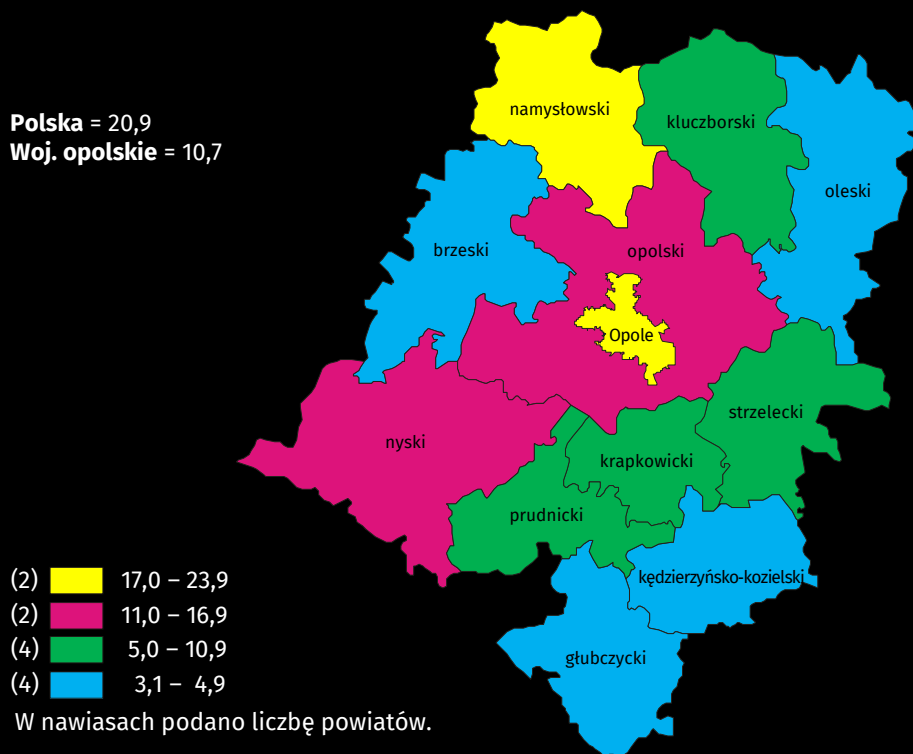 Polska = 20,9
Woj. opolskie = 10,7
namysłowski
kluczborski
oleski
brzeski
opolski
Opole
strzelecki
nyski
krapkowicki
prudnicki
kędzierzyńsko-kozielski
głubczycki
(2) 17,0 – 23,9
(2) 11,0 – 16,9
(4) 5,0 – 10,9
(4) 3,1 – 4,9
W nawiasach podano liczbę powiatów.